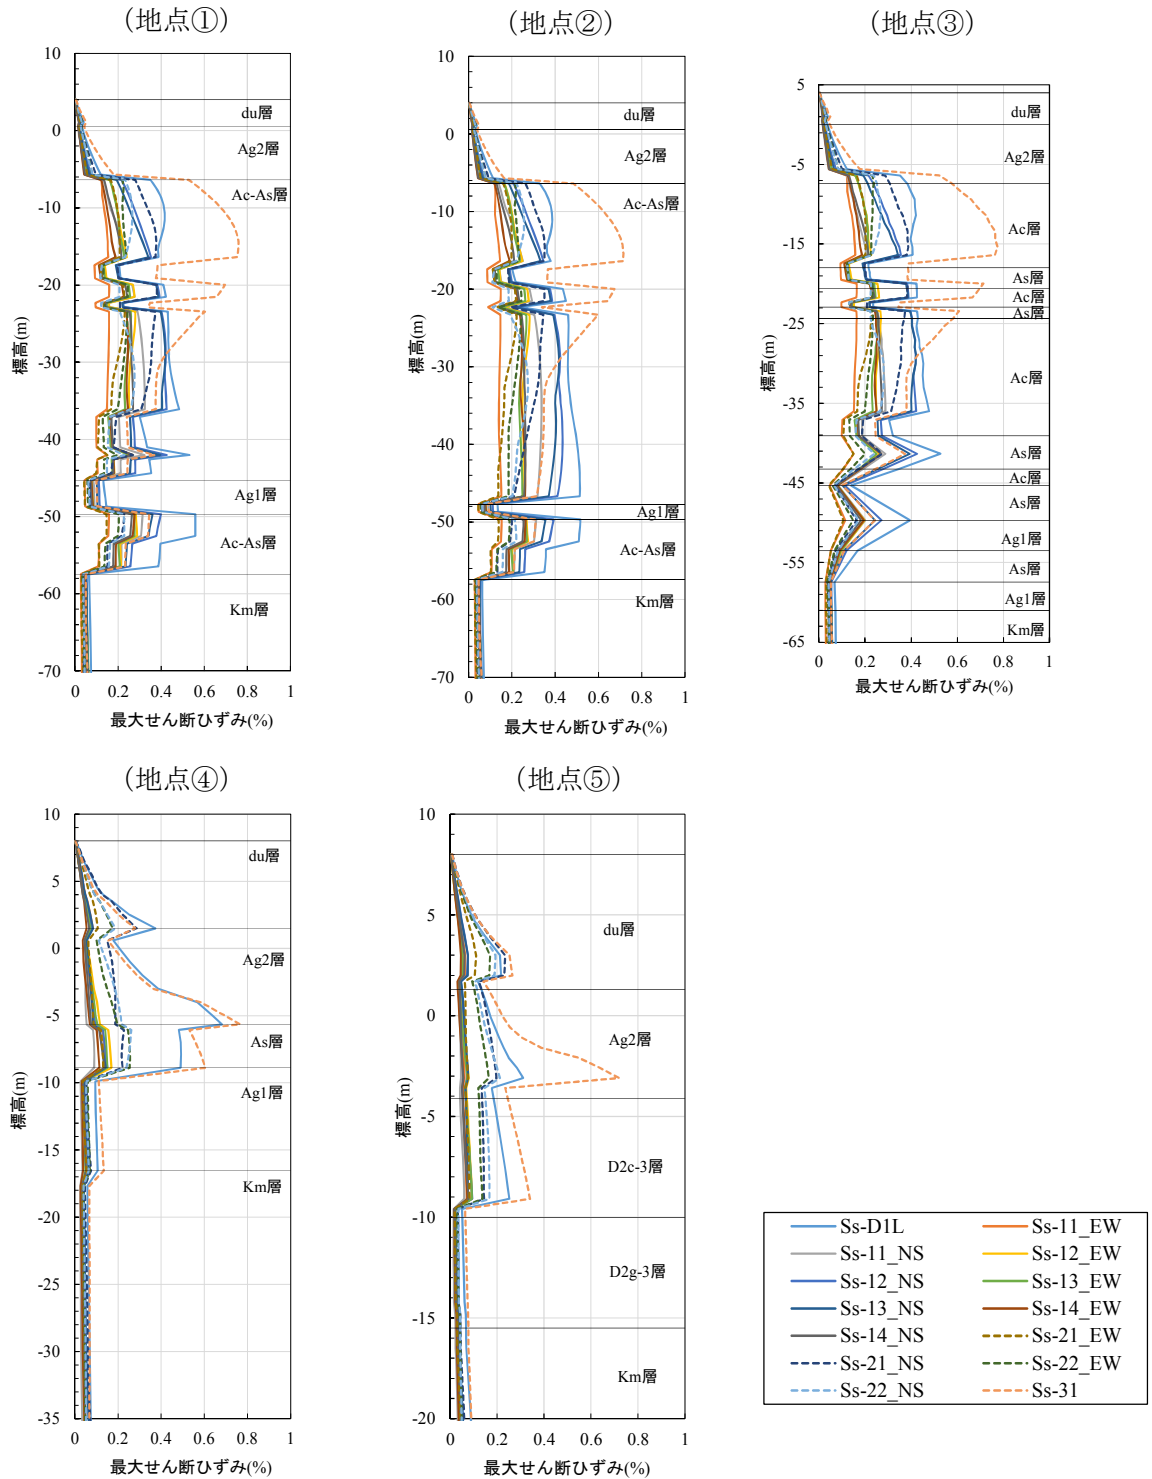 (地点①)
10
0
-10
-20
-30
-40
-50
-60
-70
標高(m)
du層
Ag2層
Ac-As層
Ag1層
Ac-As層
Km層
0 0.2 0.4 0.6 0.8 1
最大せん断ひずみ(%)
(地点②)
10
0
-10
-20
-30
-40
-50
-60
-70
標高(m)
du層
Ag2層
Ac-As層
Ag1層
Ac-As層
Km層
0 0.2 0.4 0.6 0.8 1
最大せん断ひずみ(%)
(地点③)
5
-5
-15
-25
-35
-45
-55
-65
標高(m)
du層
Ag2層
Ac層
As層
Ac層
As層
Ac層
As層
Ac層
As層
Ag1層
As層
Ag1層
Km層
0 0.2 0.4 0.6 0.8 1
最大せん断ひずみ(%)
(地点④)
10
5
0
-5
-10
-15
-20
-25
-30
-35
標高(m)
du層
Ag2層
As層
Ag1層
Km層
0 0.2 0.4 0.6 0.8 1
最大せん断ひずみ(%)
(地点⑤)
10
5
0
-5
-10
-15
-20
標高(m)
du層
Ag2層
D2c-3層
D2g-3層
Km層
0 0.2 0.4 0.6 0.8 1
最大せん断ひずみ(%)
Ss-D1L Ss-11_EW
Ss-11_NS Ss-12_EW
Ss-12_NS Ss-13_EW
Ss-13_NS Ss-14_EW
Ss-14_NS Ss-21_EW
Ss-21_NS Ss-22_EW
Ss-22_NS Ss-31